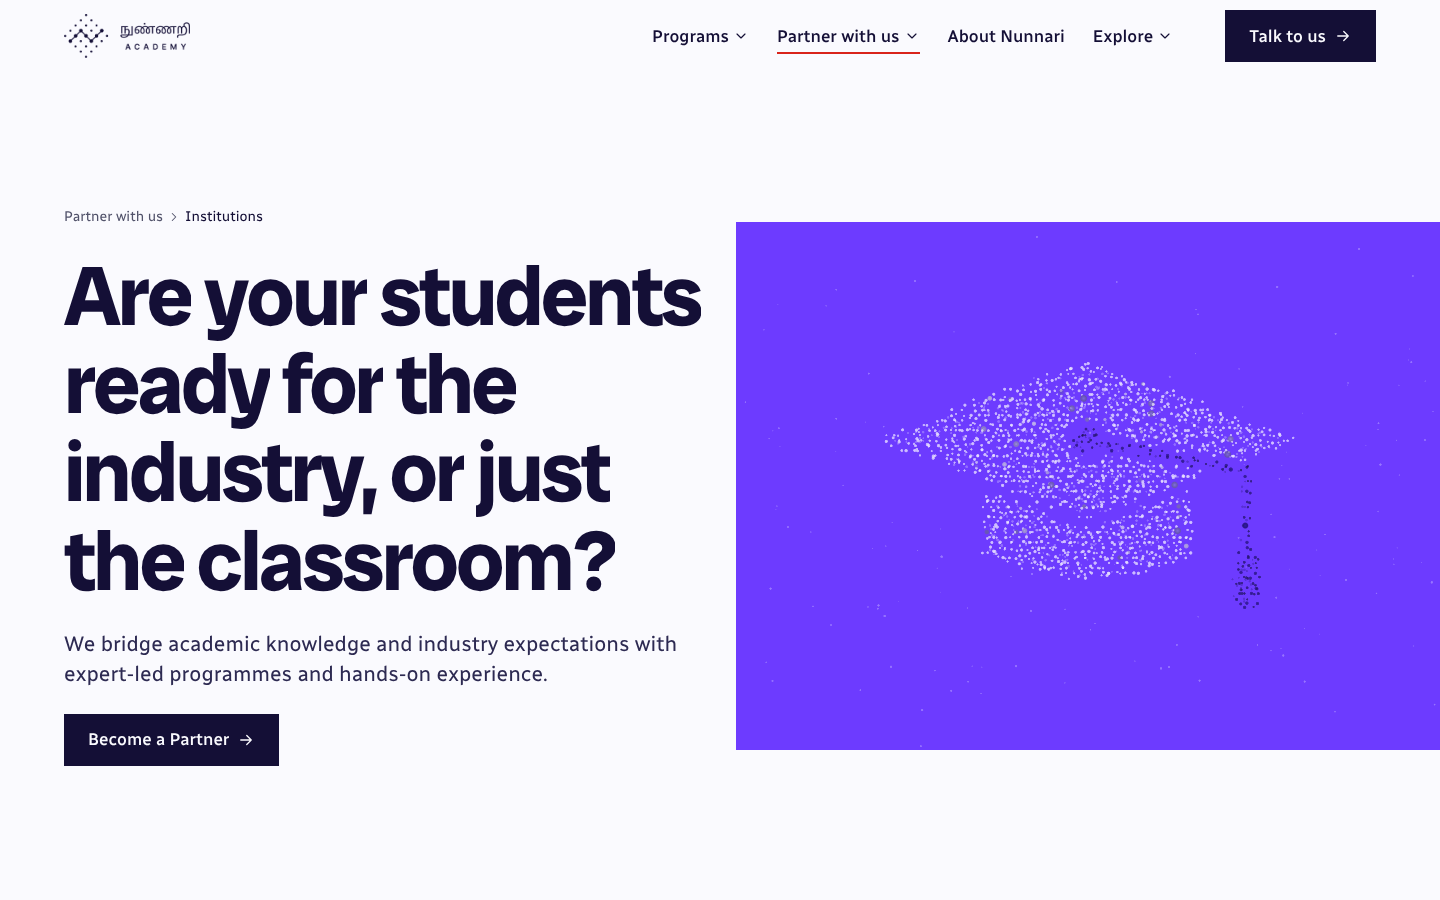 நுண்ணறி
ACADEMY
Programs
Partner with us
About Nunnari
Explore
Talk to us
Partner with us > Institutions
Are your students
ready for the
industry, or just
the classroom?
We bridge academic knowledge and industry expectations with
expert-led programmes and hands-on experience.
Become a Partner